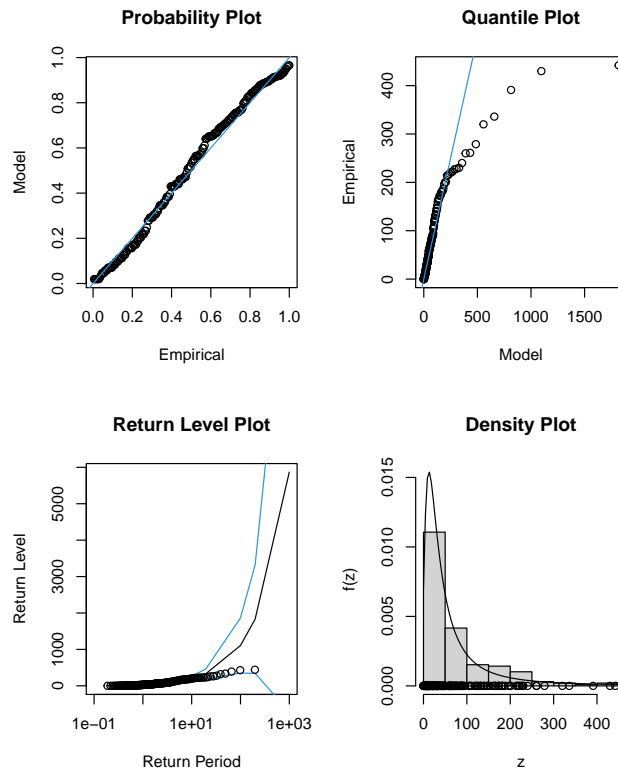 Probability Plot
Model
0.0 0.2 0.4 0.6 0.8 1.0
0.0 0.2 0.4 0.6 0.8 1.0
Empirical
Quantile Plot
Empirical
0 100 200 300 400
0 500 1000 1500
Model
Return Level Plot
Return Level
0 1000 3000 5000
1e−01 1e+01 1e+03
Return Period
Density Plot
f(z)
0.000 0.005 0.010 0.015
0 100 200 300 400
z